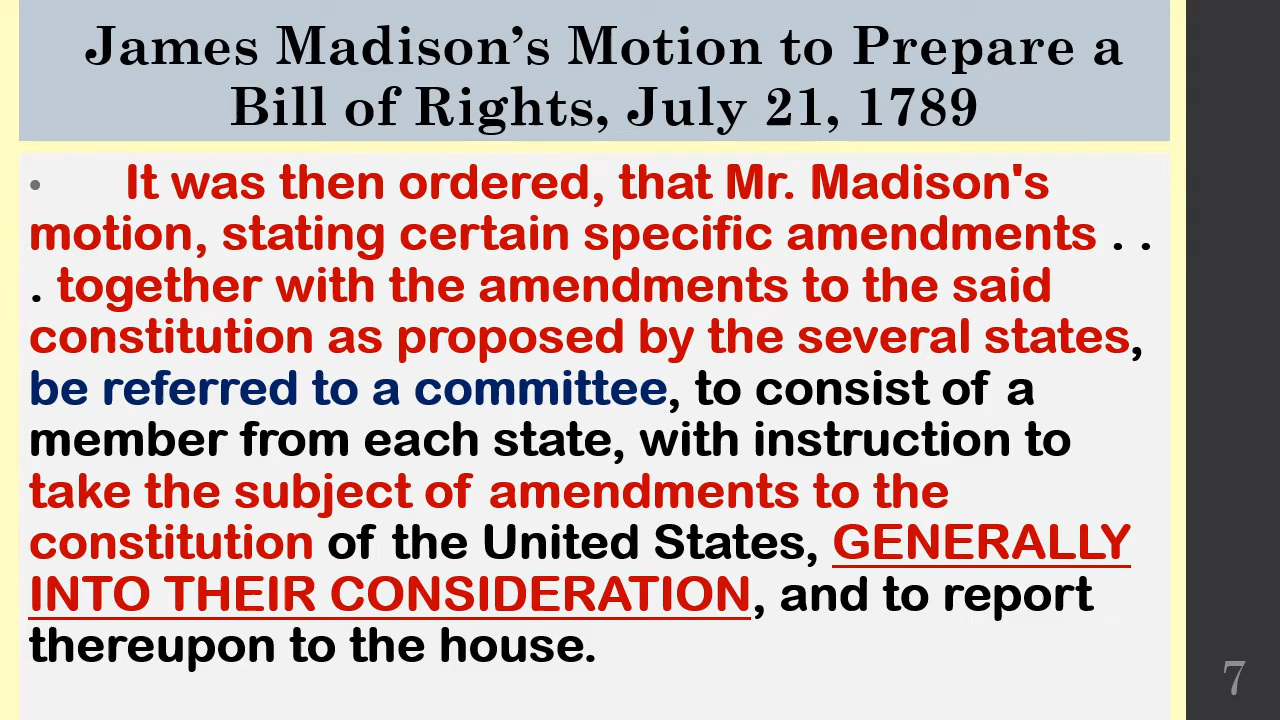 James Madison’s Motion to Prepare a
Bill of Rights, July 21, 1789
• It was then ordered, that Mr. Madison's
motion, stating certain specific amendments . .
. together with the amendments to the said
constitution as proposed by the several states,
be referred to a committee, to consist of a
member from each state, with instruction to
take the subject of amendments to the
constitution of the United States, GENERALLY
INTO THEIR CONSIDERATION, and to report
thereupon to the house.
7